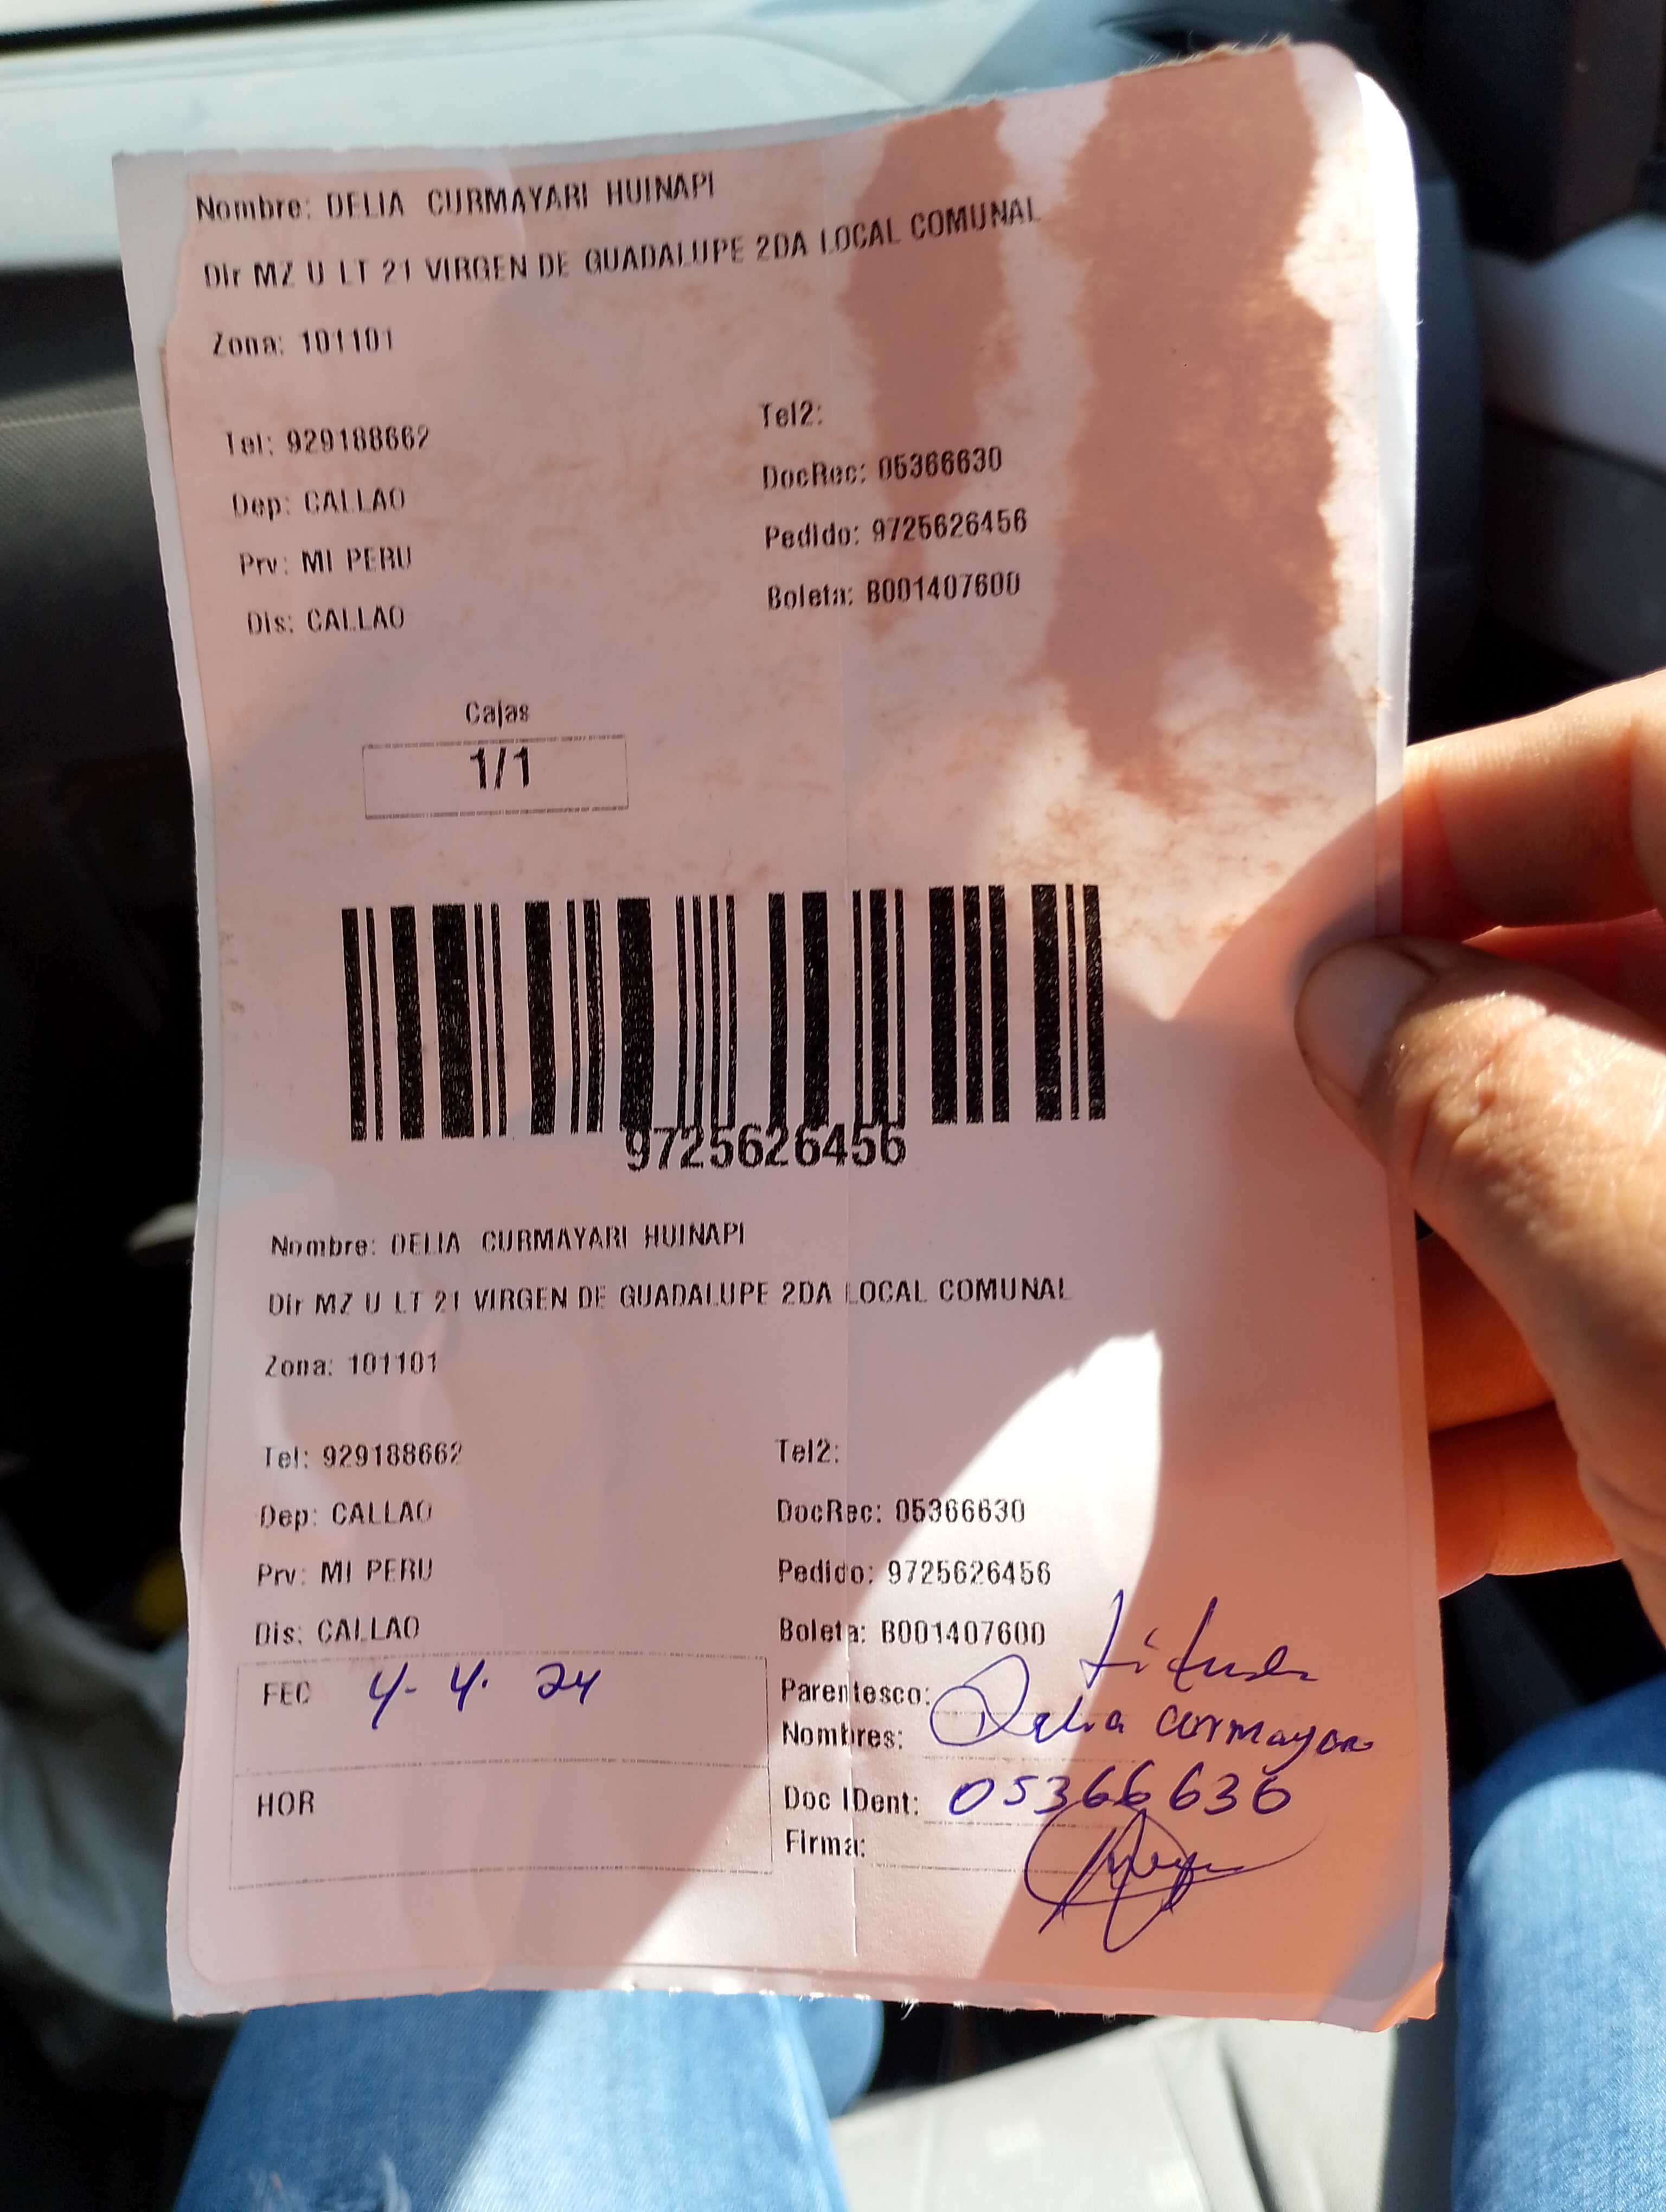 Nombre: DELIA CURMAYARI HUINAPI
Dir MZ U LT 21 VIRGEN DE GUADALUPE 2DA LOCAL COMUNAL
Zona: 101101
Tel: 929188662 Tel2:
Dep: CALLAO DocRec: 05366630
Prv: MI PERU Pedido: 9725626456
Dis: CALLAO Boleta: B001407600
Cajas
1/1
9725626456
Nombre: DELIA CURMAYARI HUINAPI
Dir MZ U LT 21 VIRGEN DE GUADALUPE 2DA LOCAL COMUNAL
Zona: 101101
Tel: 929188662 Tel2:
Dep: CALLAO DocRec: 05366630
Prv: MI PERU Pedido: 9725626456
Dis: CALLAO Boleta: B001407600
FEC 4-4.24 Parentesco:
Nombres: Delia curmayari
HOR Doc IDent: 05366630
Firma: